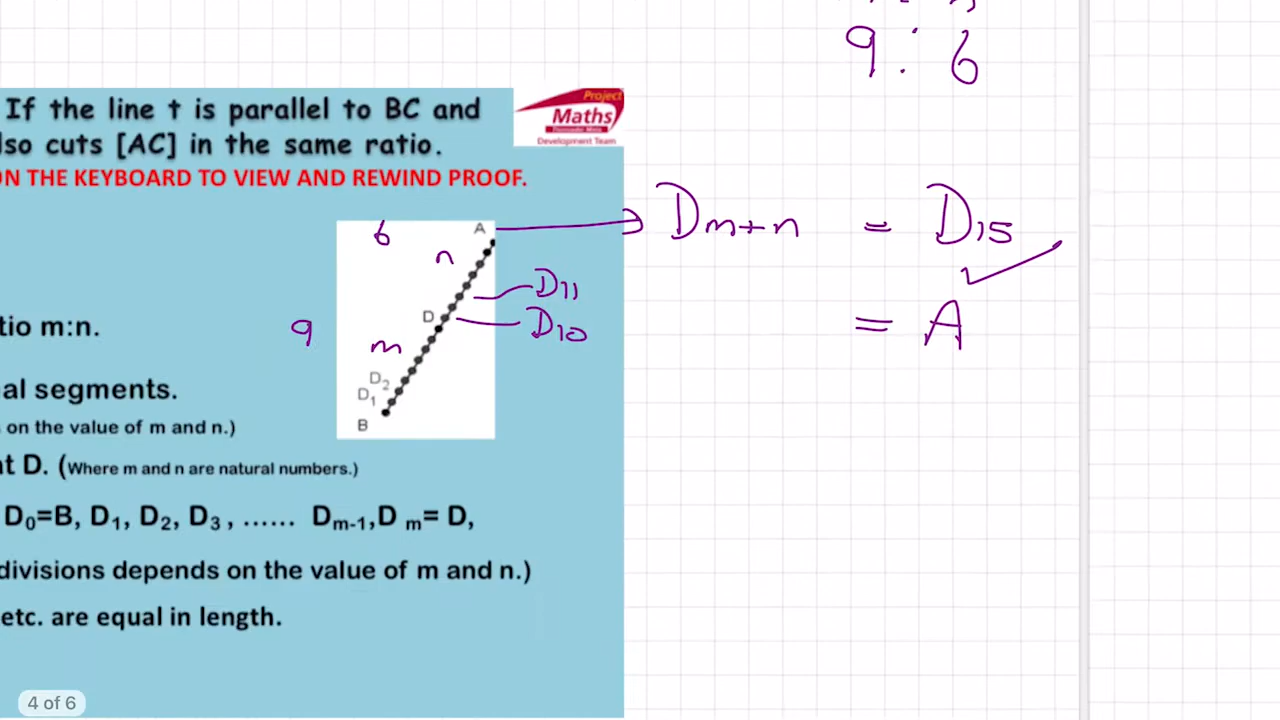 9 : 6
If the line t is parallel to BC and
lso cuts [AC] in the same ratio.
Project
Maths
Development Team
ON THE KEYBOARD TO VIEW AND REWIND PROOF.
6
A
Dm+n = D15
n
D11
D
D10
= A
tio m:n.
9
m
D2
D1
B
al segments.
on the value of m and n.)
nt D. (Where m and n are natural numbers.)
D0=B, D1, D2, D3 , ...... Dm-1,D m= D,
divisions depends on the value of m and n.)
etc. are equal in length.
4 of 6